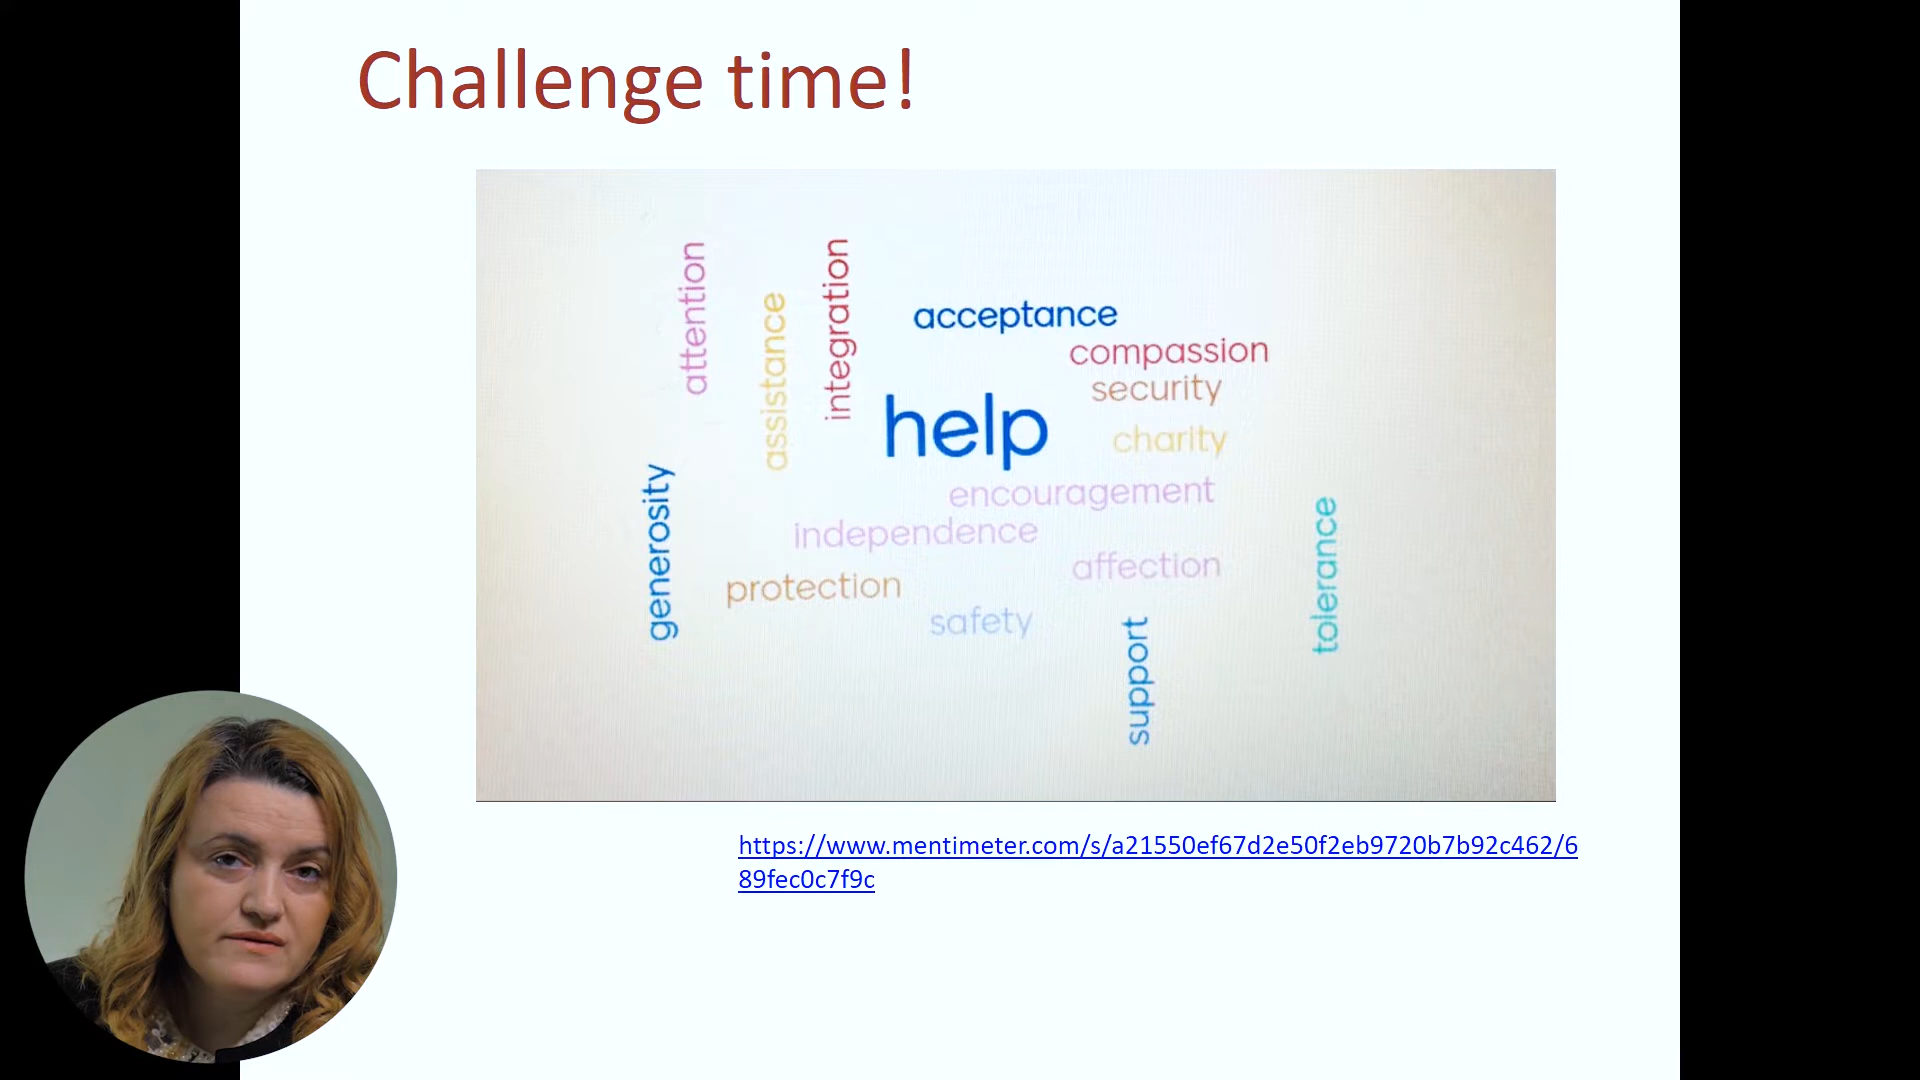 Challenge time!
attention
assistance
integration
acceptance
compassion
security
help
charity
encouragement
independence
generosity
affection
protection
safety
support
tolerance
https://www.mentimeter.com/s/a21550ef67d2e50f2eb9720b7b92c462/6
89fec0c7f9c